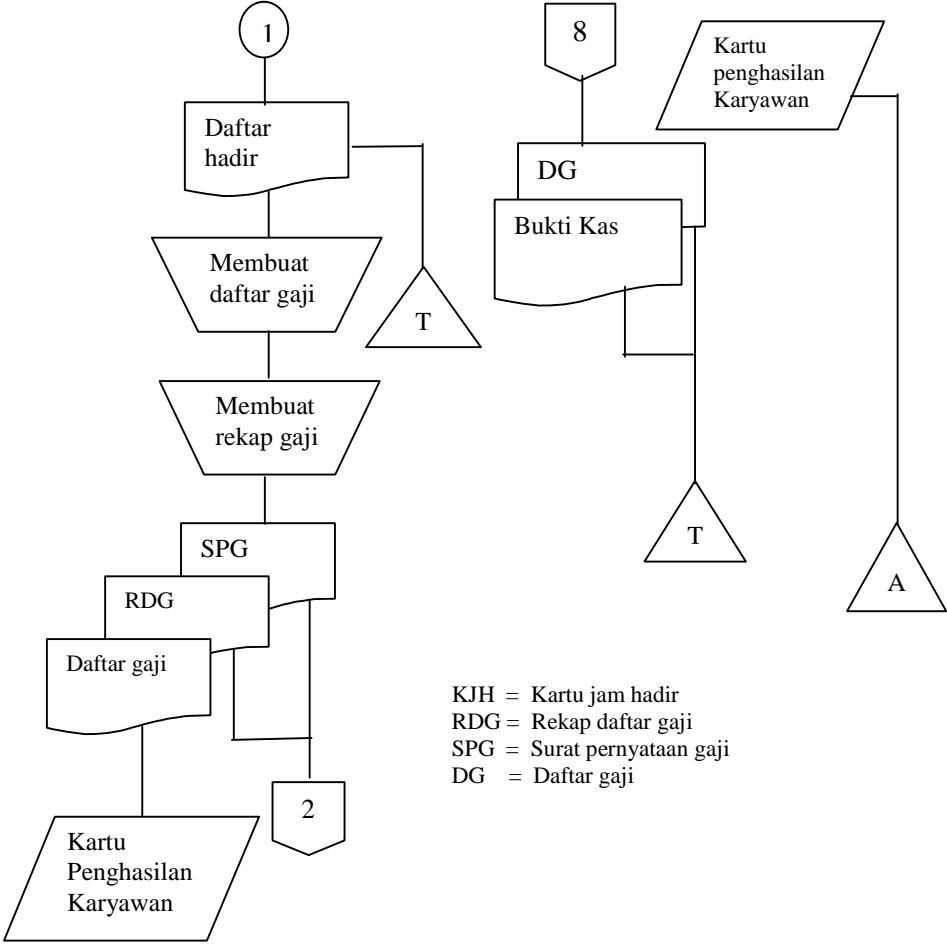 1
Daftar
hadir
Membuat
daftar gaji
T
Membuat
rekap gaji
SPG
RDG
Daftar gaji
2
Kartu
Penghasilan
Karyawan
8
DG
Bukti Kas
T
Kartu
penghasilan
Karyawan
A
KJH = Kartu jam hadir
RDG = Rekap daftar gaji
SPG = Surat pernyataan gaji
DG = Daftar gaji